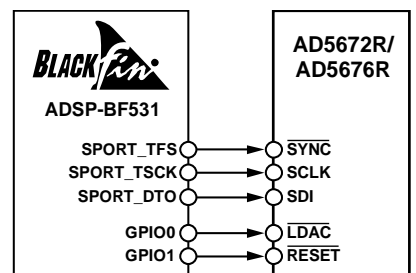 BLACKfin
ADSP-BF531
AD5672R/
AD5676R
SPORT_TFS
SYNC
SPORT_TSCK
SCLK
SPORT_DTO
SDI
GPIO0
LDAC
GPIO1
RESET